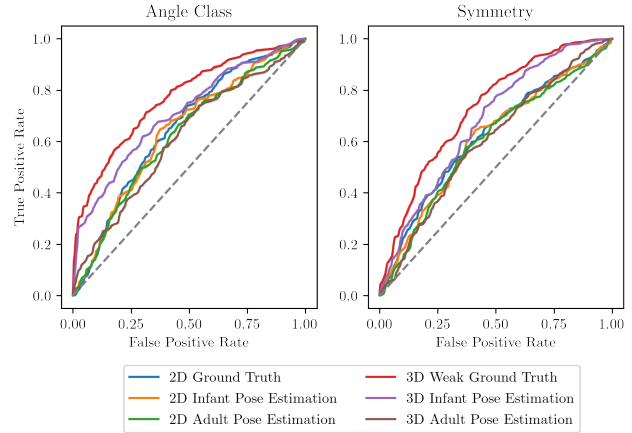 Angle Class
Symmetry
True Positive Rate
1.0
0.8
0.6
0.4
0.2
0.0
0.00
0.25
0.50
0.75
1.00
False Positive Rate
1.0
0.8
0.6
0.4
0.2
0.0
0.00
0.25
0.50
0.75
1.00
False Positive Rate
2D Ground Truth
2D Infant Pose Estimation
2D Adult Pose Estimation
3D Weak Ground Truth
3D Infant Pose Estimation
3D Adult Pose Estimation